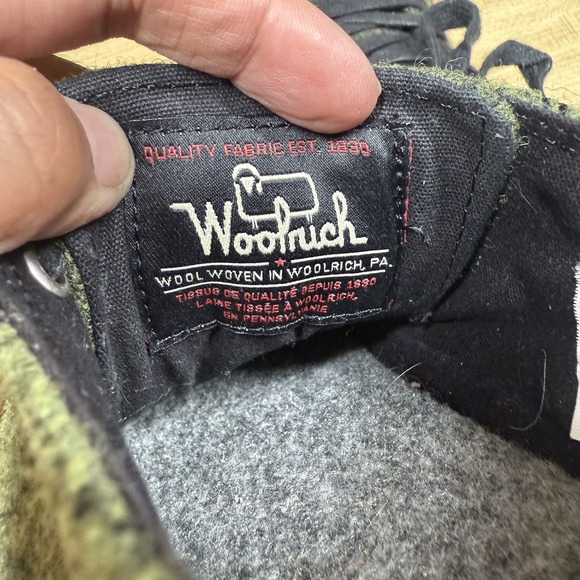 QUALITY FABRIC EST. 1830
Woolrich
WOOL WOVEN IN WOOLRICH, PA.
TISSUS DE QUALITÉ DEPUIS 1830
LAINE TISSÉE À WOOLRICH,
EN PENNSYLVANIE